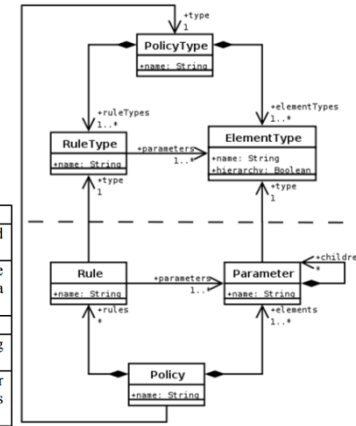 +type
1
PolicyType
+name: String
+ruleTypes
1..*
+elementTypes
1..*
RuleType
+name: String
+parameters
1..*
ElementType
+name: String
+hierarchy: Boolean
+type
1
+type
1
d
e
a
g
r
s
Rule
+name: String
+parameters
1..*
Parameter
+name: String
+children
*
+rules
*
+elements
1..*
Policy
+name: String